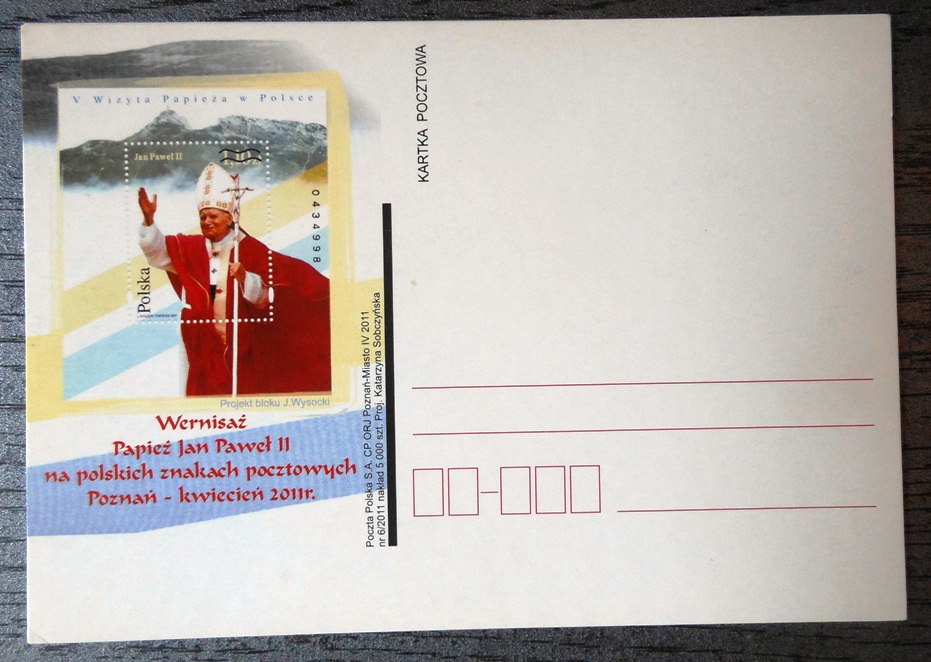 V Wizyta Papieża w Polsce
Jan Paweł II
0434998
Polska
Projekt bloku J.Wysocki
Wernisaż
Papież Jan Paweł II
na polskich znakach pocztowych
Poznań - kwiecień 2011r.
Poczta Polska S.A. CP ORJ Poznań-Miasto IV 2011
nr 6/2011 nakład 5 000 szt. Proj. Katarzyna Sobczyńska
KARTKA POCZTOWA